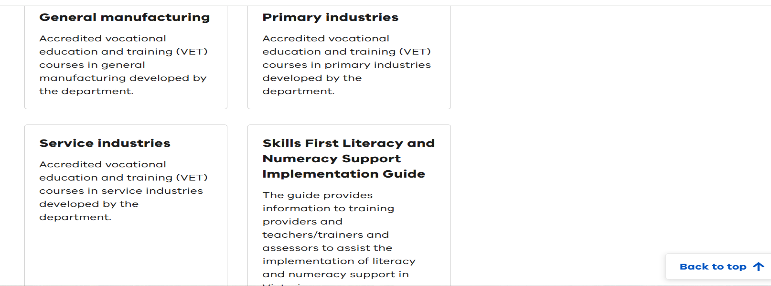 General manufacturing
Accredited vocational
education and training (VET)
courses in general
manufacturing developed by
the department.
Primary industries
Accredited vocational
education and training (VET)
courses in primary industries
developed by the
department.
Service industries
Accredited vocational
education and training (VET)
courses in service industries
developed by the
department.
Skills First Literacy and
Numeracy Support
Implementation Guide
The guide provides
information to training
providers and
teachers/trainers and
assessors to assist the
implementation of literacy
and numeracy support in
Back to top